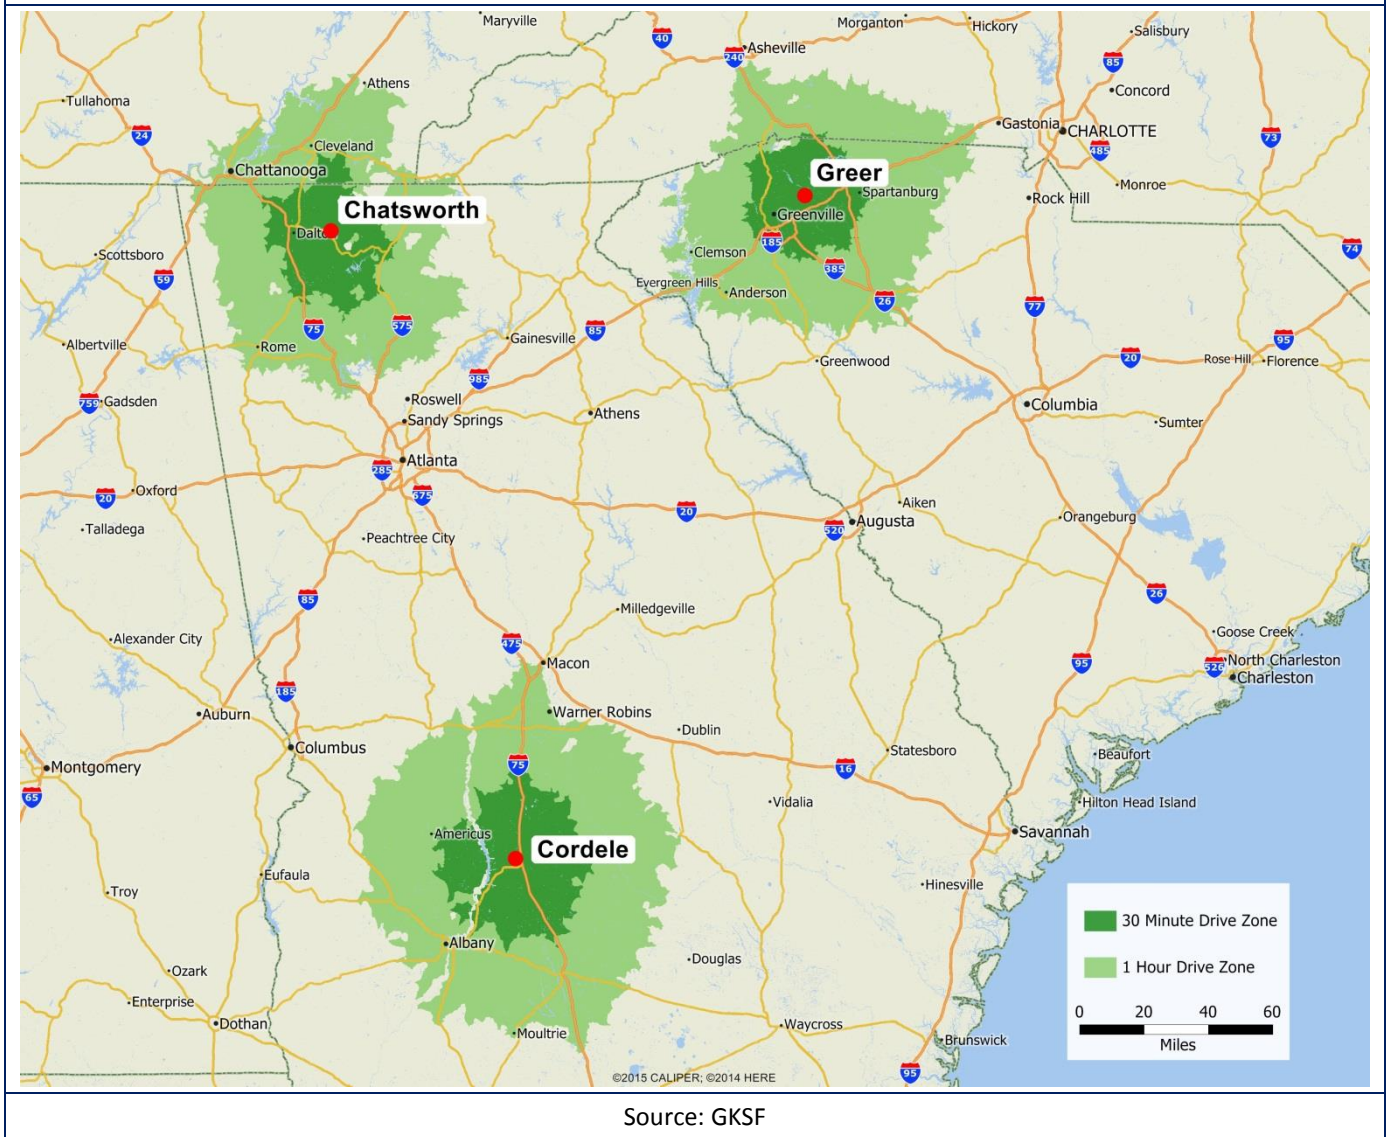 Maryville
Morganton
Hickory
Salisbury
40
240
Asheville
85
Concord
Athens
Tullahoma
24
Gastonia
CHARLOTTE
73
485
Cleveland
Chattanooga
Greer
Spartanburg
Monroe
Rock Hill
Chatsworth
Greenville
Dalt
185
74
Scottsboro
59
Clemson
385
Evergreen Hills
Anderson
26
77
75
575
85
Gainesville
95
Albertville
Rome
Greenwood
20
Rose Hill
Florence
985
759
Gadsden
Roswell
Sandy Springs
Athens
Columbia
Sumter
Atlanta
285
20
Oxford
675
20
Aiken
Augusta
520
Orangeburg
Talladega
Peachtree City
85
Milledgeville
26
Alexander City
475
Goose Creek
Macon
95
526
North Charleston
Charleston
185
Auburn
Warner Robins
Dublin
Columbus
Statesboro
Beaufort
Montgomery
75
16
65
Vidalia
Hilton Head Island
Americus
Savannah
Cordele
Eufaula
Troy
Hinesville
30 Minute Drive Zone
Albany
Douglas
1 Hour Drive Zone
Ozark
Enterprise
0 20 40 60
Dothan
Moultrie
Waycross
Brunswick
Miles
95
©2015 CALIPER; ©2014 HERE
Source: GKSF